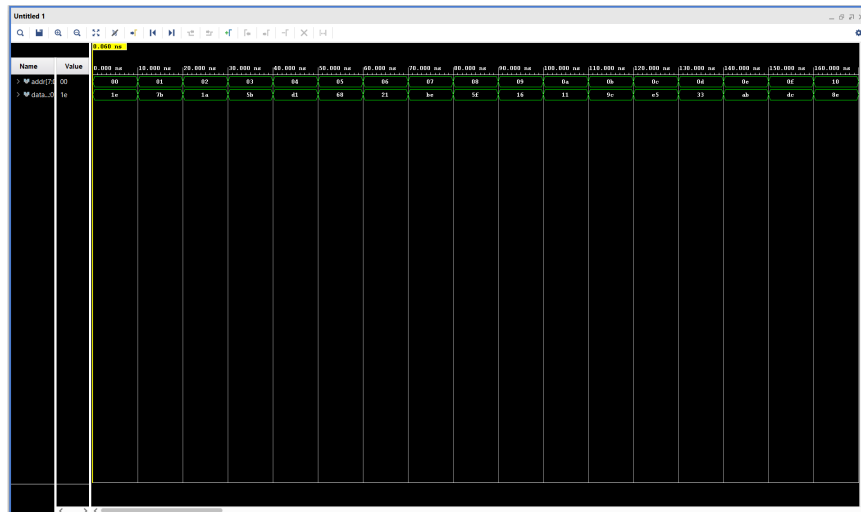 Untitled 1
0.060 ns
Name Value 0.000 ns 10.000 ns 20.000 ns 30.000 ns 40.000 ns 50.000 ns 60.000 ns 70.000 ns 80.000 ns 90.000 ns 100.000 ns 110.000 ns 120.000 ns 130.000 ns 140.000 ns 150.000 ns 160.000 ns
addr[7:0 00 00 01 02 03 04 05 06 07 08 09 0a 0b 0c 0d 0e 0f 10
data...:0] 1e 1e 7b 1a 5b d1 68 21 be 5f 16 11 9c e5 33 ab dc 8e